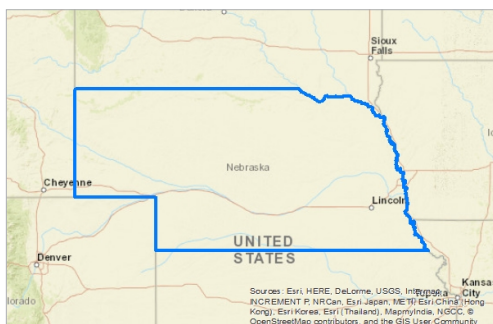 Sioux
Falls
Nebraska
Cheyenne
Lincoln
UNITED
STATES
Denver
Kansas
City
Topeka
lorado
Sources: Esri, HERE, DeLorme, USGS, Intermap,
INCREMENT P, NRCan, Esri Japan, METI, Esri China (Hong
Kong), Esri Korea, Esri (Thailand), MapmyIndia, NGCC, ©
OpenStreetMap contributors, and the GIS User Community